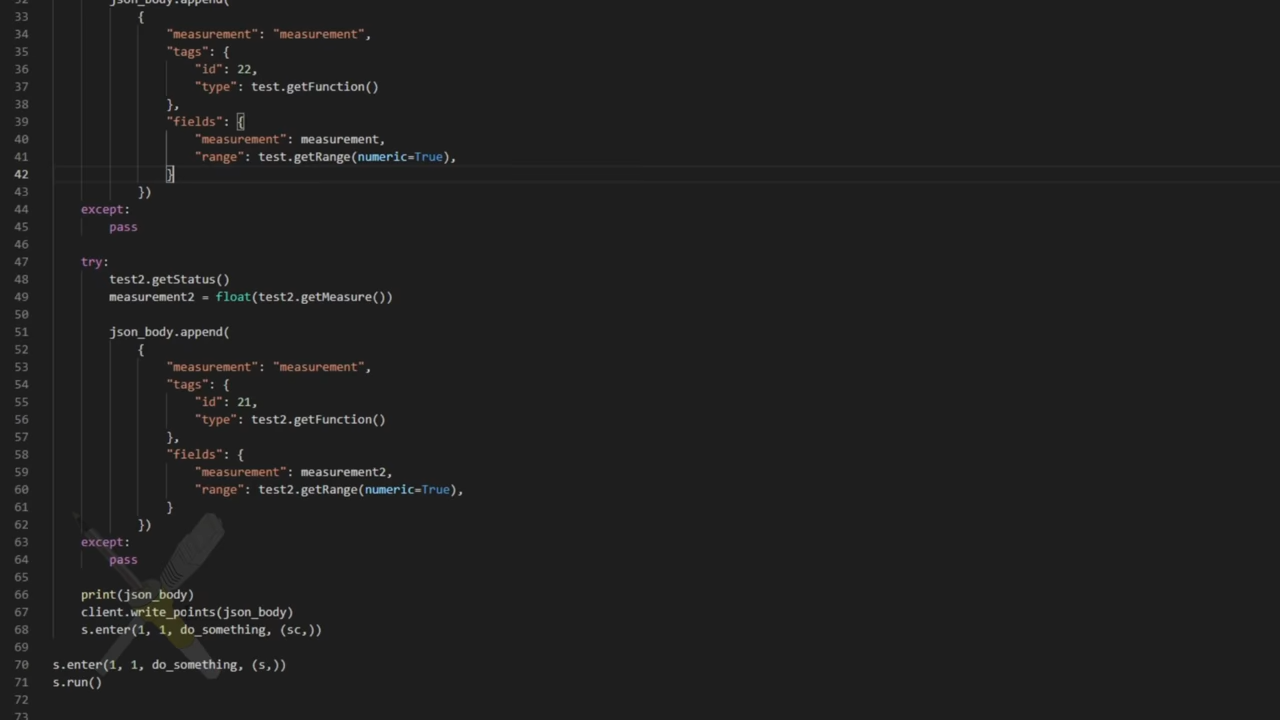 32 json_body.append(
33 {
34 "measurement": "measurement",
35 "tags": {
36 "id": 22,
37 "type": test.getFunction()
38 },
39 "fields": {
40 "measurement": measurement,
41 "range": test.getRange(numeric=True),
42 }
43 })
44 except:
45 pass
46
47 try:
48 test2.getStatus()
49 measurement2 = float(test2.getMeasure())
50
51 json_body.append(
52 {
53 "measurement": "measurement",
54 "tags": {
55 "id": 21,
56 "type": test2.getFunction()
57 },
58 "fields": {
59 "measurement": measurement2,
60 "range": test2.getRange(numeric=True),
61 }
62 })
63 except:
64 pass
65
66 print(json_body)
67 client.write_points(json_body)
68 s.enter(1, 1, do_something, (sc,))
69
70 s.enter(1, 1, do_something, (s,))
71 s.run()
72
73